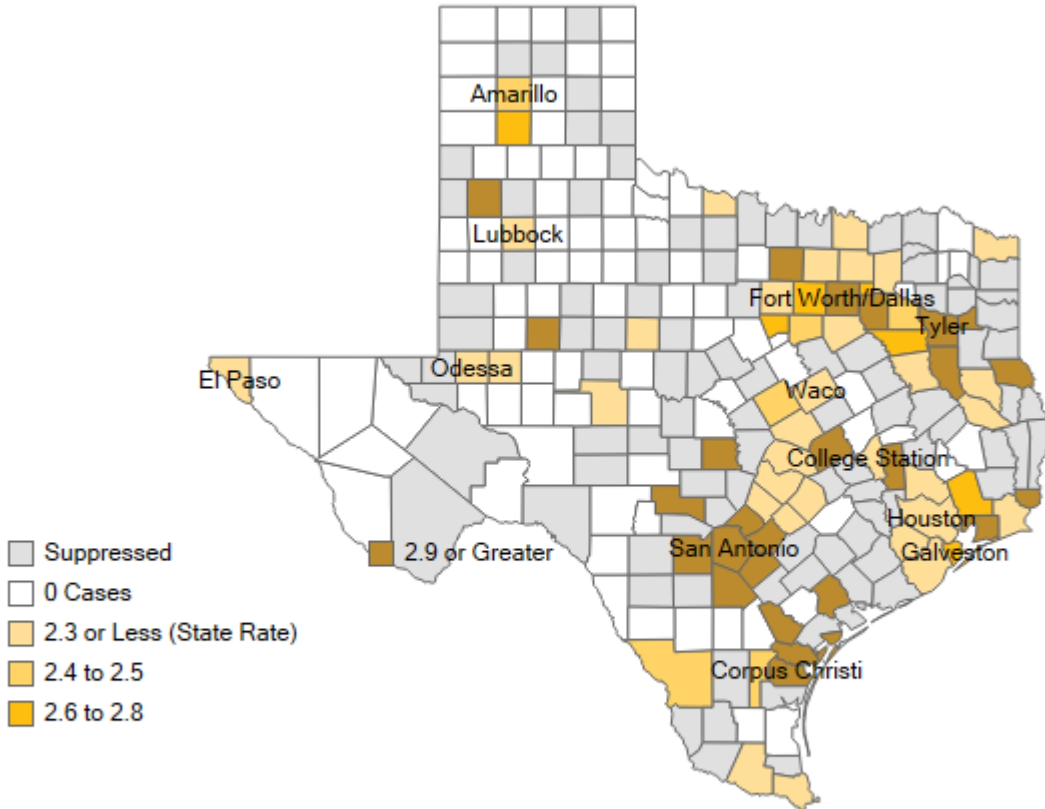 Amarillo
Lubbock
Fort Worth/Dallas
Tyler
El Paso
Odessa
Waco
College Station
Houston
San Antonio
Galveston
Corpus Christi
Suppressed
0 Cases
2.3 or Less (State Rate)
2.4 to 2.5
2.6 to 2.8
2.9 or Greater